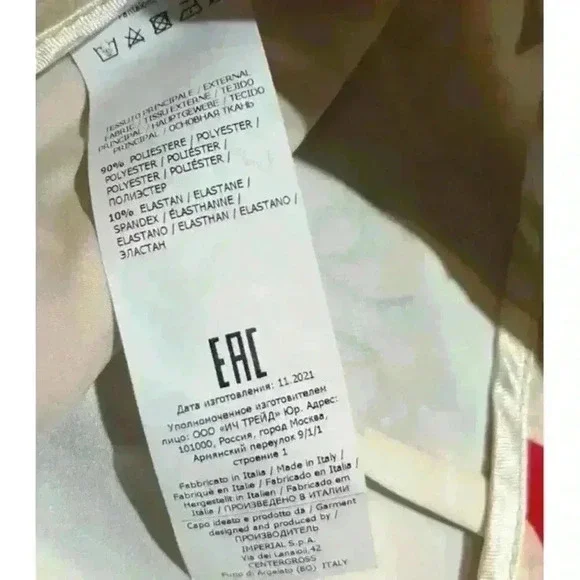 TESSUTO PRINCIPALE / EXTERNAL
FABRIC / TISSU EXTERNE / TEJIDO
PRINCIPAL / HAUPTGEWEBE / TECIDO
PRINCIPAL / ОСНОВНАЯ ТКАНЬ
90% POLIESTERE / POLYESTER /
POLYESTER / POLIÉSTER /
POLYESTER / POLIÉSTER /
ПОЛИЭСТЕР
10% ELASTAN / ELASTANE /
SPANDEX / ÉLASTHANNE /
ELASTANO / ELASTHAN / ELASTANO /
ЭЛАСТАН
EAC
Дата изготовления: 11.2021
Уполномоченное изготовителем
лицо: ООО «ИЧ ТРЕЙД» Юр. Адрес:
101000, Россия, город Москва,
Армянский переулок 9/1/1
строение 1
Fabbricato in Italia / Made in Italy /
Fabriqué en Italie / Fabricado en Italia /
Hergestellt in Italien / Fabricado em
Itália / ПРОИЗВЕДЕНО В ИТАЛИИ
Capo ideato e prodotto da / Garment
designed and produced by /
ПРОИЗВОДИТЕЛЬ
IMPERIAL S.p.A.
Via dei Lanaioli,42
CENTERGROSS
Funo di Argelato (BO) ITALY